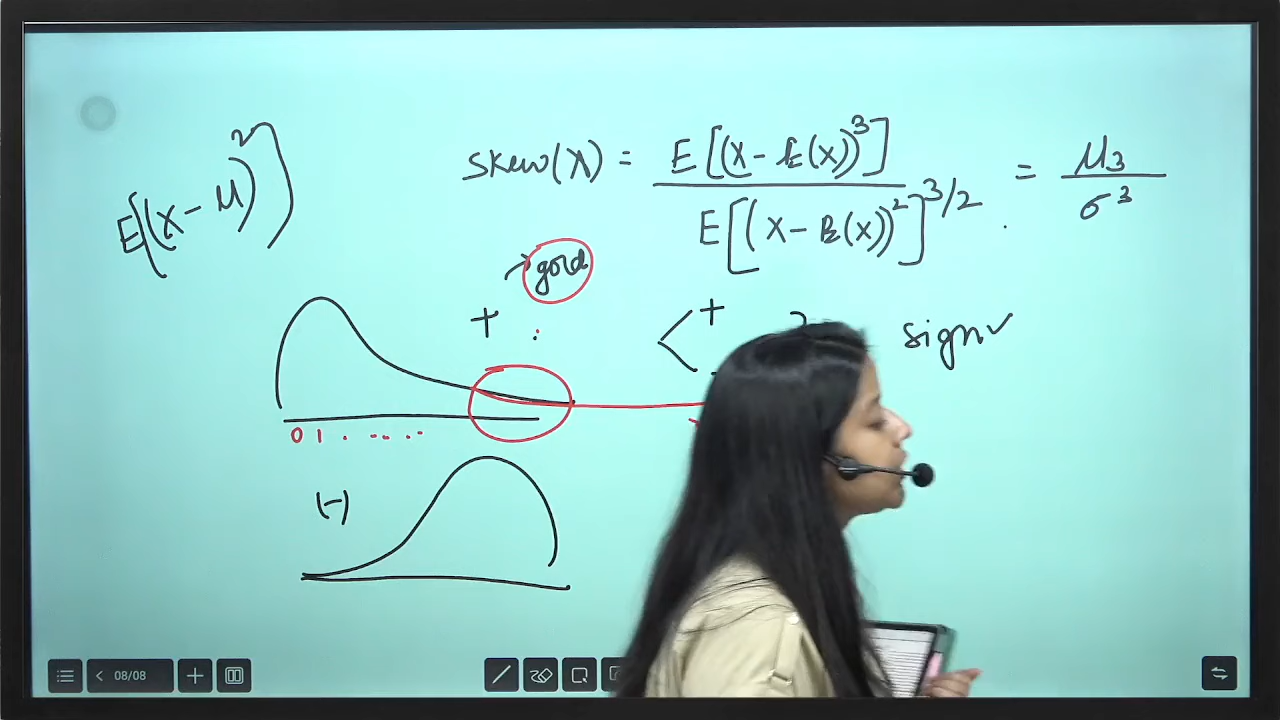 E[(X-μ)²]
Skew(X) = E[(X-E(X))³] / E[(X-E(X))²]^3/2 = μ3 / σ³
gold
+
+
sign✓
0 1 . -- . .
(-)
08/08